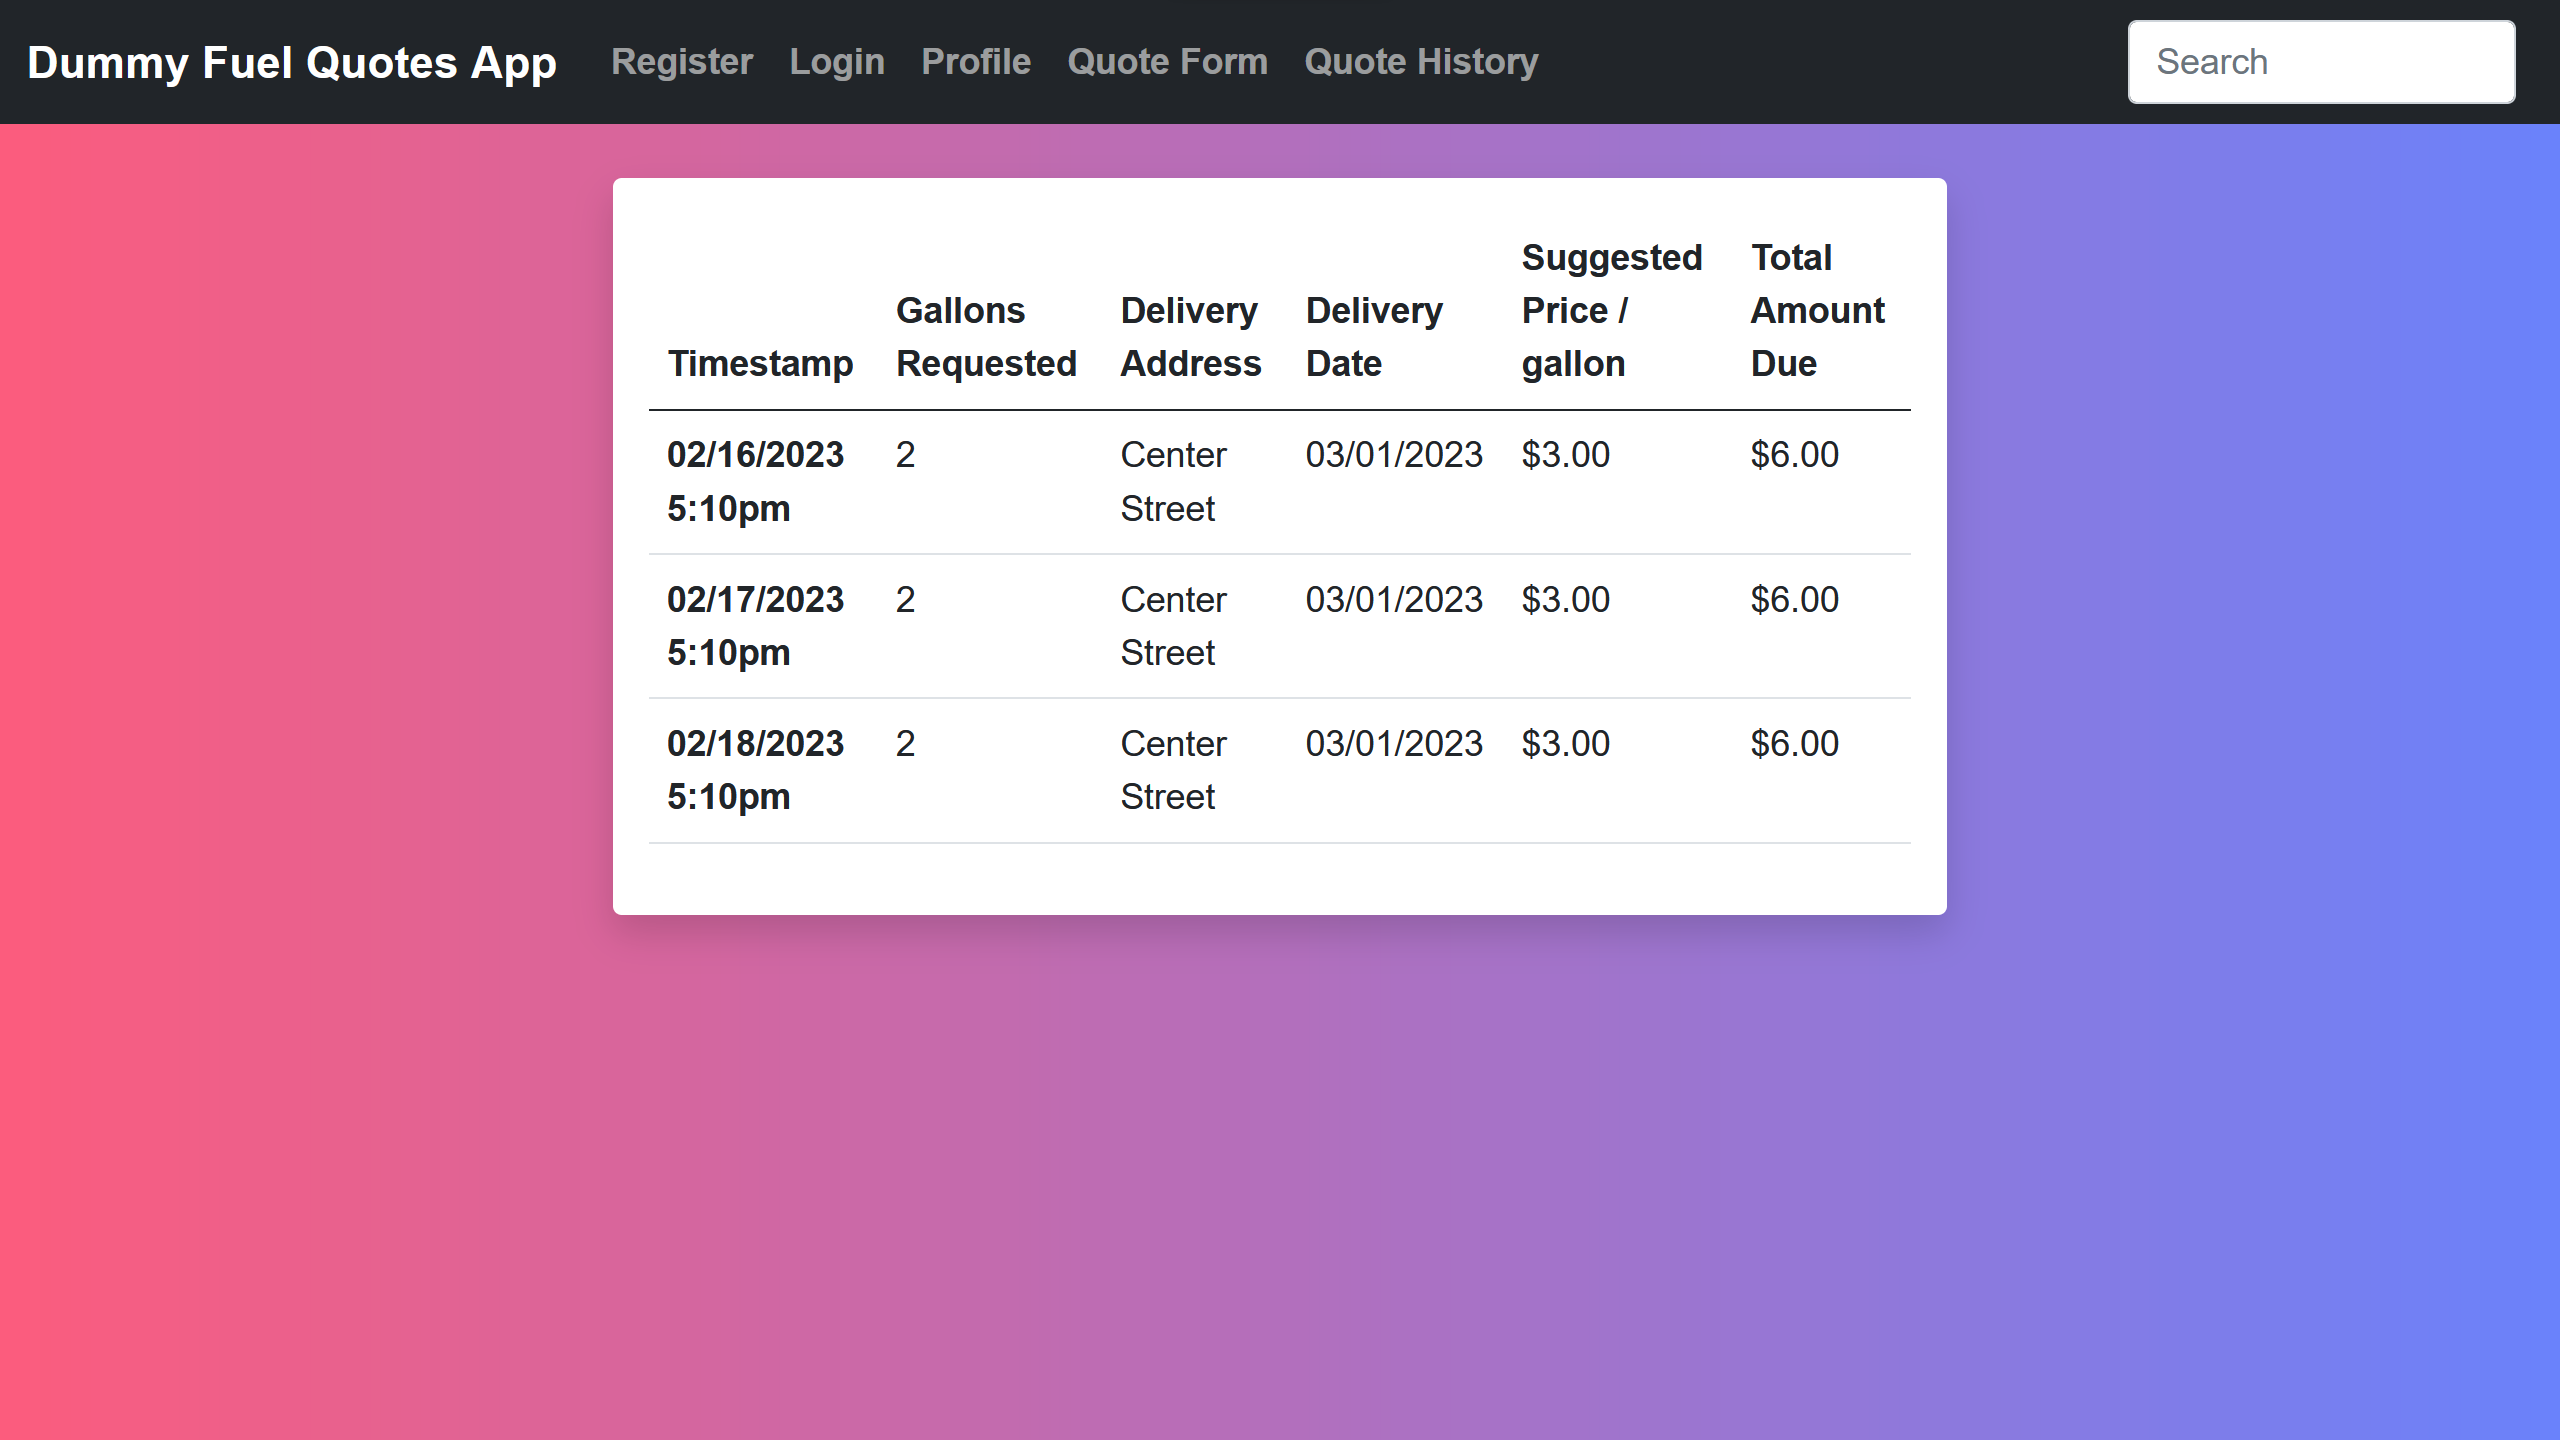 Dummy Fuel Quotes App Register Login Profile Quote Form Quote History Search
Timestamp Gallons Requested Delivery Address Delivery Date Suggested Price / gallon Total Amount Due
02/16/2023 5:10pm 2 Center Street 03/01/2023 $3.00 $6.00
02/17/2023 5:10pm 2 Center Street 03/01/2023 $3.00 $6.00
02/18/2023 5:10pm 2 Center Street 03/01/2023 $3.00 $6.00